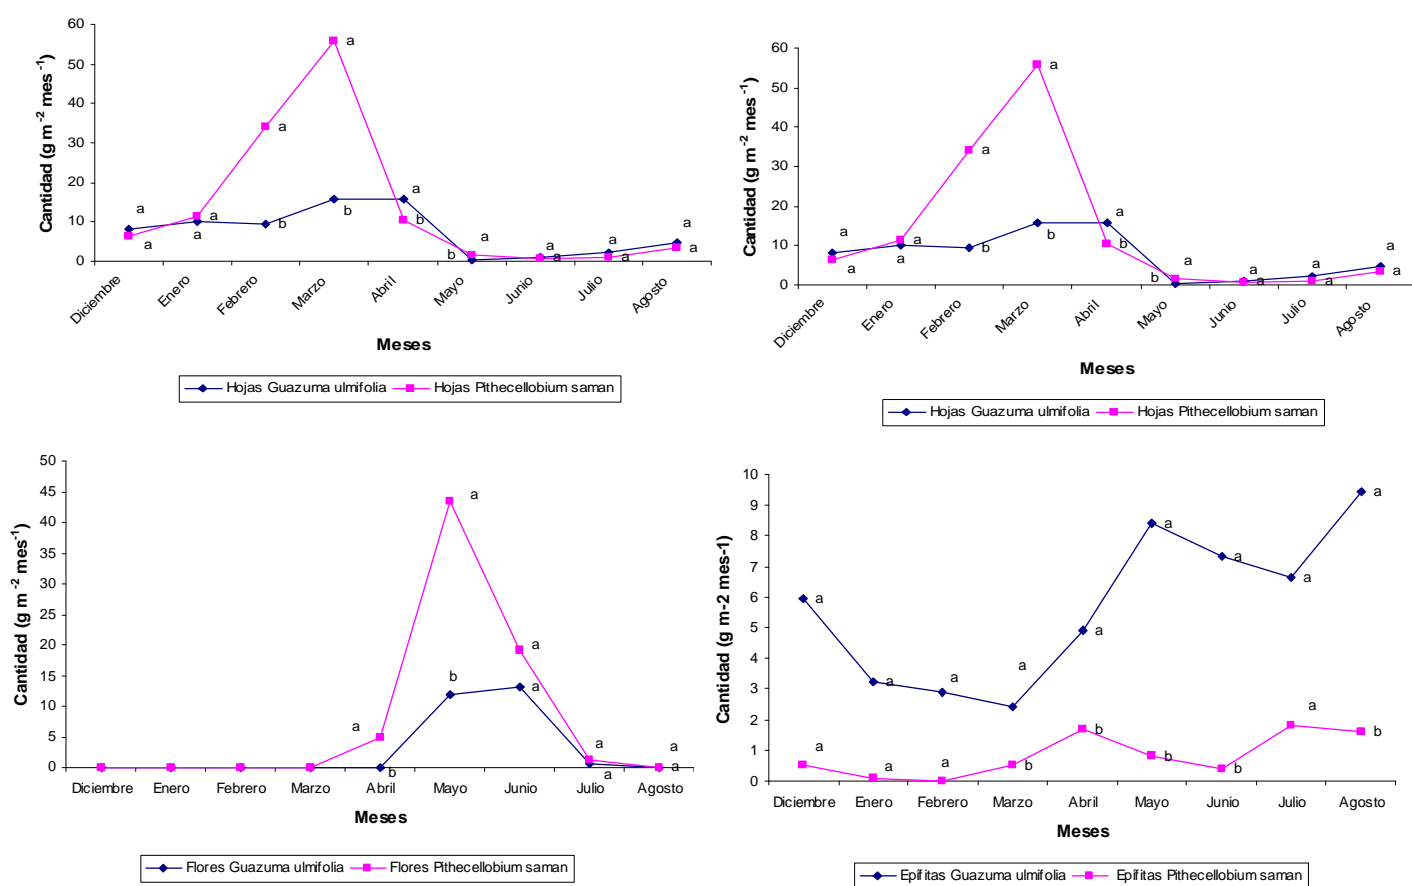 60
50
40
30
20
10
0
Cantidad (g m⁻² mes⁻¹)
a a a a a b b a a b a b a a a a a a
Diciembre Enero Febrero Marzo Abril Mayo Junio Julio Agosto
Meses
Hojas Guazuma ulmifolia Hojas Pithecellobium saman
60
50
40
30
20
10
0
Cantidad (g m⁻² mes⁻¹)
a a a a a b a b a b a b a a a a a a
Diciembre Enero Febrero Marzo Abril Mayo Junio Julio Agosto
Meses
Hojas Guazuma ulmifolia Hojas Pithecellobium saman
50
45
40
35
30
25
20
15
10
5
0
Cantidad (g m⁻² mes⁻¹)
a b a b a a a a a a
Diciembre Enero Febrero Marzo Abril Mayo Junio Julio Agosto
Meses
Flores Guazuma ulmifolia Flores Pithecellobium saman
10
9
8
7
6
5
4
3
2
1
0
Cantidad (g m-2 mes-1)
a a a a a a a a a
a a a b b b b a b
Diciembre Enero Febrero Marzo Abril Mayo Junio Julio Agosto
Meses
Epífitas Guazuma ulmifolia Epífitas Pithecellobium saman